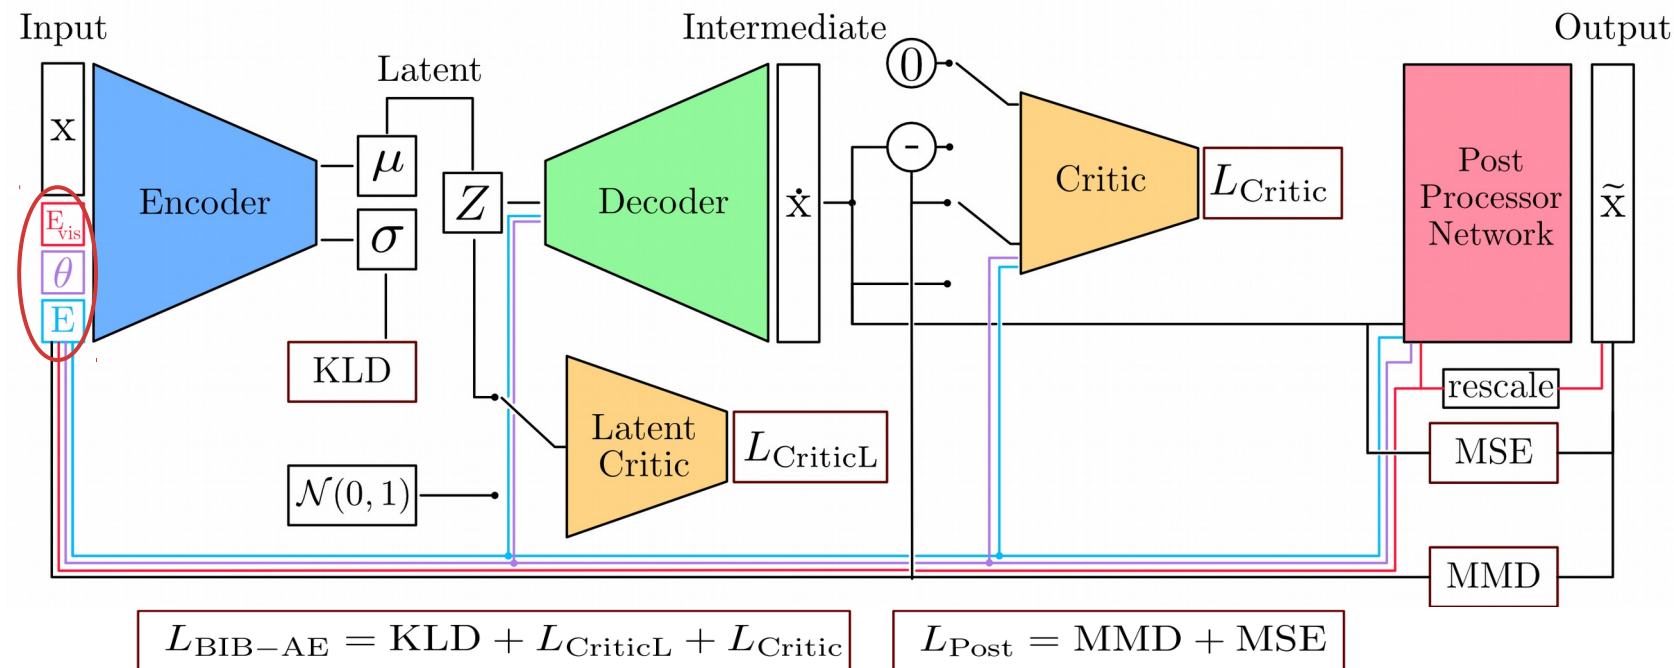 Input
Intermediate
Output
Latent
x
E_vis
θ
E
Encoder
μ
σ
KLD
Z
Decoder
ẋ
0
-
Critic
L_Critic
Post
Processor
Network
x̃
rescale
MSE
MMD
Latent
Critic
L_CriticL
𝒩(0, 1)
L_BIB−AE = KLD + L_CriticL + L_Critic
L_Post = MMD + MSE